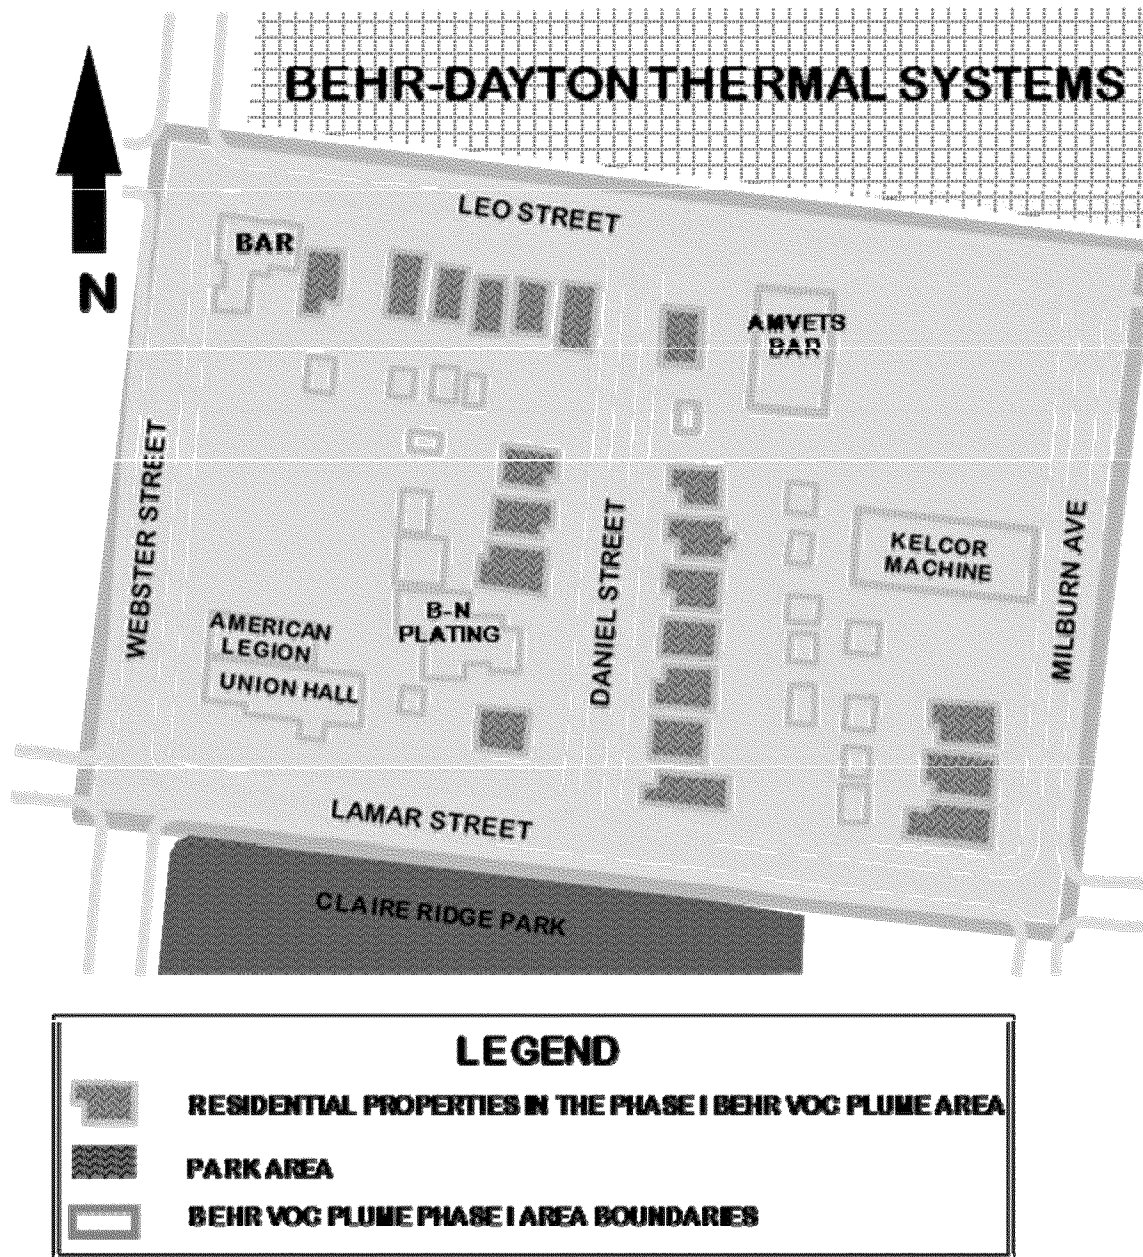 BEHR-DAYTON THERMAL SYSTEMS
LEO STREET
N
BAR
AMVETS
BAR
WEBSTER STREET
DANIEL STREET
KELCOR
MACHINE
MILBURN AVE
B-N
PLATING
AMERICAN
LEGION
UNION HALL
LAMAR STREET
CLAIRE RIDGE PARK
LEGEND
RESIDENTIAL PROPERTIES IN THE PHASE I BEHR VOC PLUME AREA
PARK AREA
BEHR VOC PLUME PHASE I AREA BOUNDARIES